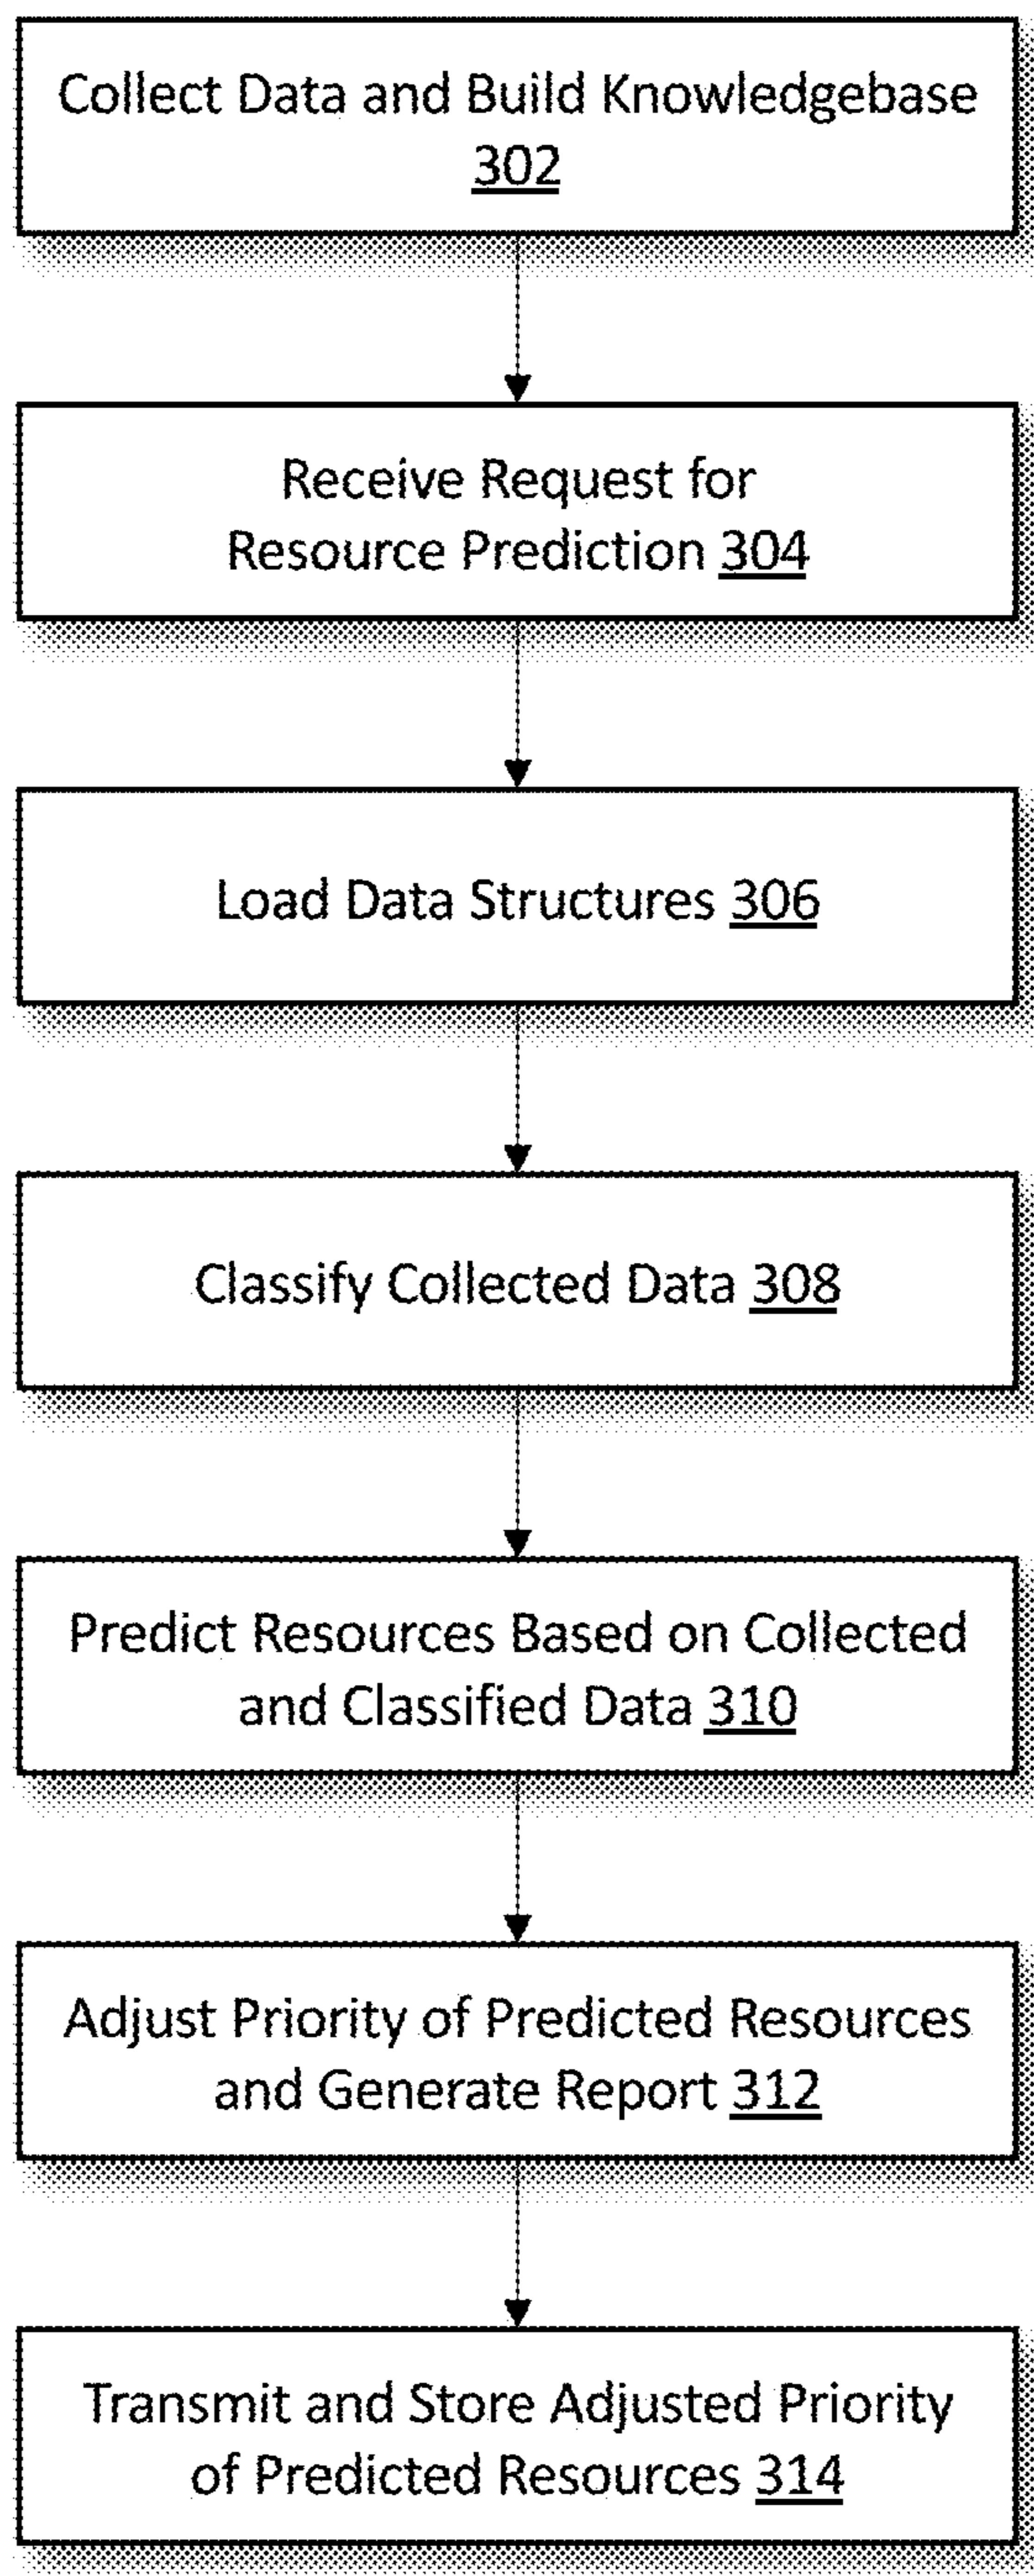 Collect Data and Build Knowledgebase
302
Receive Request for
Resource Prediction 304
Load Data Structures 306
Classify Collected Data 308
Predict Resources Based on Collected
and Classified Data 310
Adjust Priority of Predicted Resources
and Generate Report 312
Transmit and Store Adjusted Priority
of Predicted Resources 314